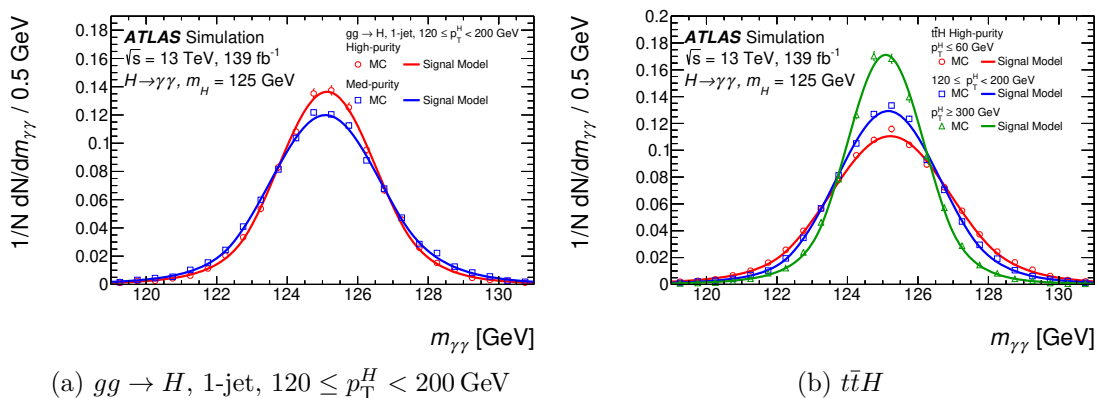 ATLAS Simulation
√s = 13 TeV, 139 fb⁻¹
H→γγ, m_H = 125 GeV
gg → H, 1-jet, 120 ≤ p_T^H < 200 GeV
High-purity
MC Signal Model
Med-purity
MC Signal Model
1/N dN/dm_γγ / 0.5 GeV
0.18
0.16
0.14
0.12
0.1
0.08
0.06
0.04
0.02
0
120 122 124 126 128 130
m_γγ [GeV]
(a) gg → H, 1-jet, 120 ≤ p_T^H < 200 GeV
ATLAS Simulation
√s = 13 TeV, 139 fb⁻¹
H→γγ, m_H = 125 GeV
tt̄H High-purity
p_T^H ≤ 60 GeV
MC Signal Model
120 ≤ p_T^H < 200 GeV
MC Signal Model
p_T^H ≥ 300 GeV
MC Signal Model
1/N dN/dm_γγ / 0.5 GeV
0.2
0.18
0.16
0.14
0.12
0.1
0.08
0.06
0.04
0.02
0
120 122 124 126 128 130
m_γγ [GeV]
(b) tt̄H